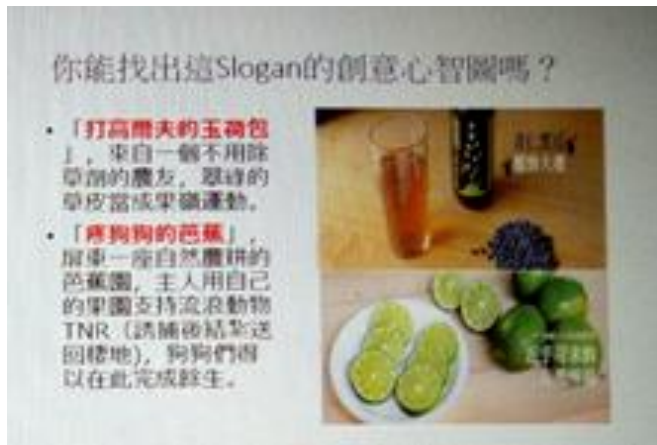 你能找出這Slogan的創意心智圖嗎？
• 「打高爾夫的玉荷包
」，來自一個不用除
草劑的農友，翠綠的
草皮當成果嶺運動。
• 「疼狗狗的芭蕉」，
屏東一座自然農耕的
芭蕉園，主人用自己
的果園支持流浪動物
TNR（誘捕後結紮送
回棲地)，狗狗們得
以在此完成餘生。